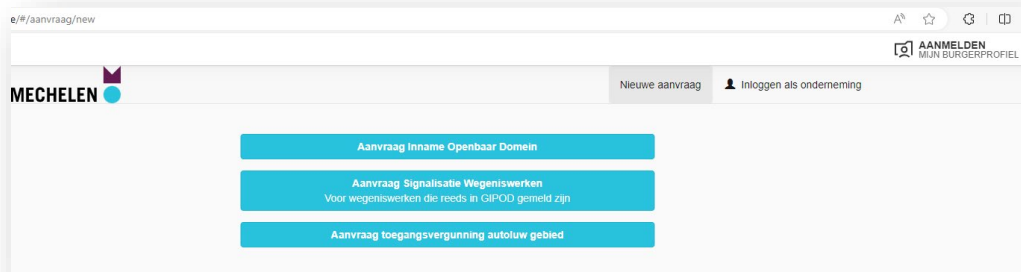 e/#/aanvraag/new
AANMELDEN
MIJN BURGERPROFIEL
MECHELEN
Nieuwe aanvraag
Inloggen als onderneming
Aanvraag Inname Openbaar Domein
Aanvraag Signalisatie Wegeniswerken
Voor wegeniswerken die reeds in GIPOD gemeld zijn
Aanvraag toegangsvergunning autoluw gebied